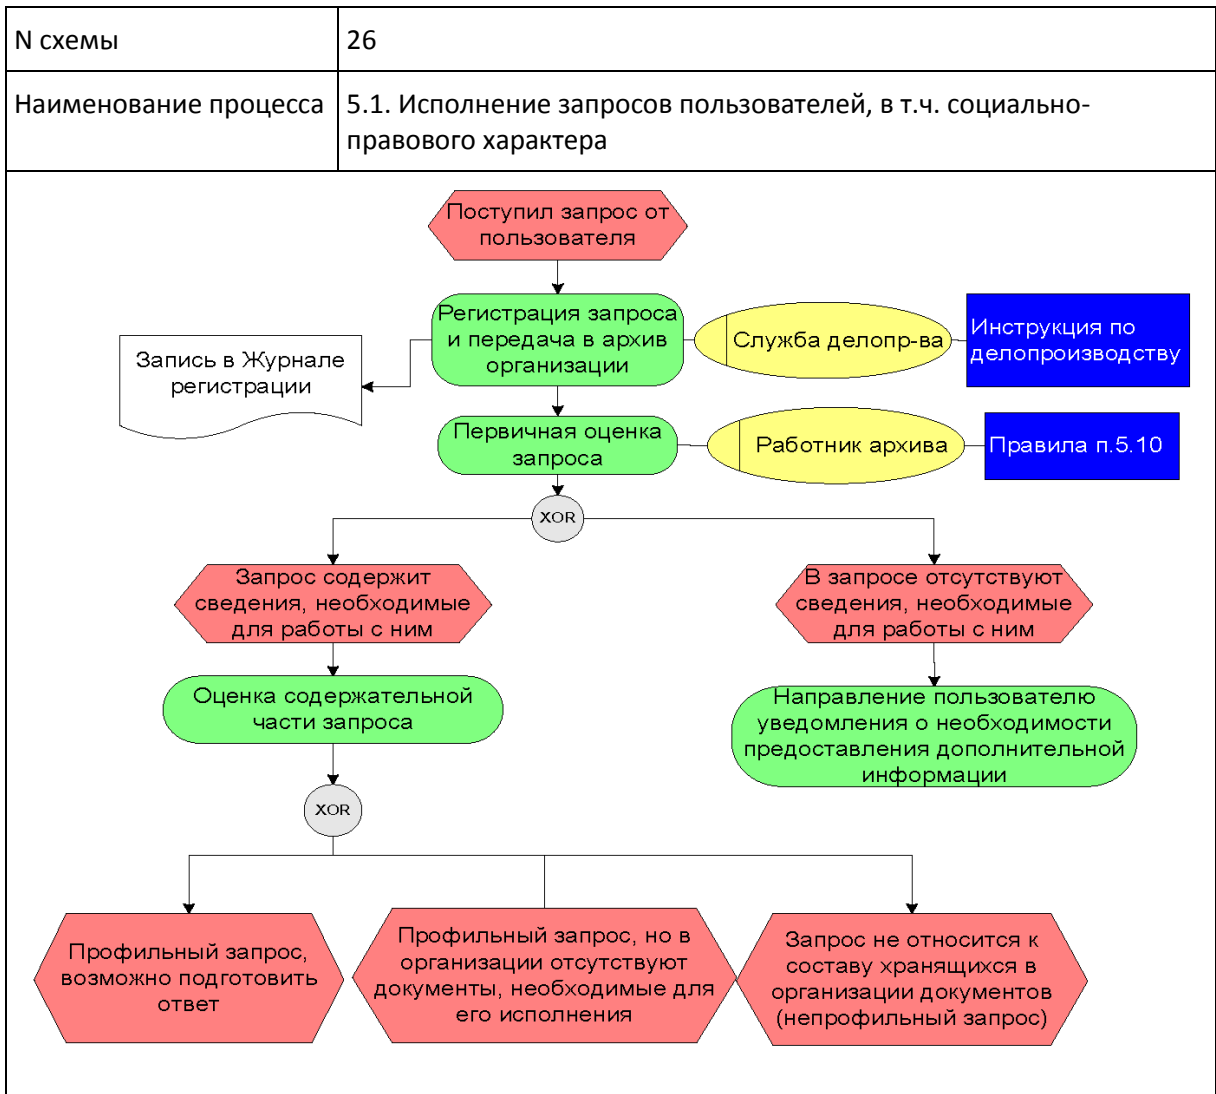 N схемы
26
Наименование процесса
5.1. Исполнение запросов пользователей, в т.ч. социально-
правового характера
Поступил запрос от
пользователя
Регистрация запроса
и передача в архив
организации
Служба делопр-ва
Инструкция по
делопроизводству
Запись в Журнале
регистрации
Первичная оценка
запроса
Работник архива
Правила п.5.10
XOR
Запрос содержит
сведения, необходимые
для работы с ним
В запросе отсутствуют
сведения, необходимые
для работы с ним
Оценка содержательной
части запроса
Направление пользователю
уведомления о необходимости
предоставления дополнительной
информации
XOR
Профильный запрос,
возможно подготовить
ответ
Профильный запрос, но в
организации отсутствуют
документы, необходимые для
его исполнения
Запрос не относится к
составу хранящихся в
организации документов
(непрофильный запрос)